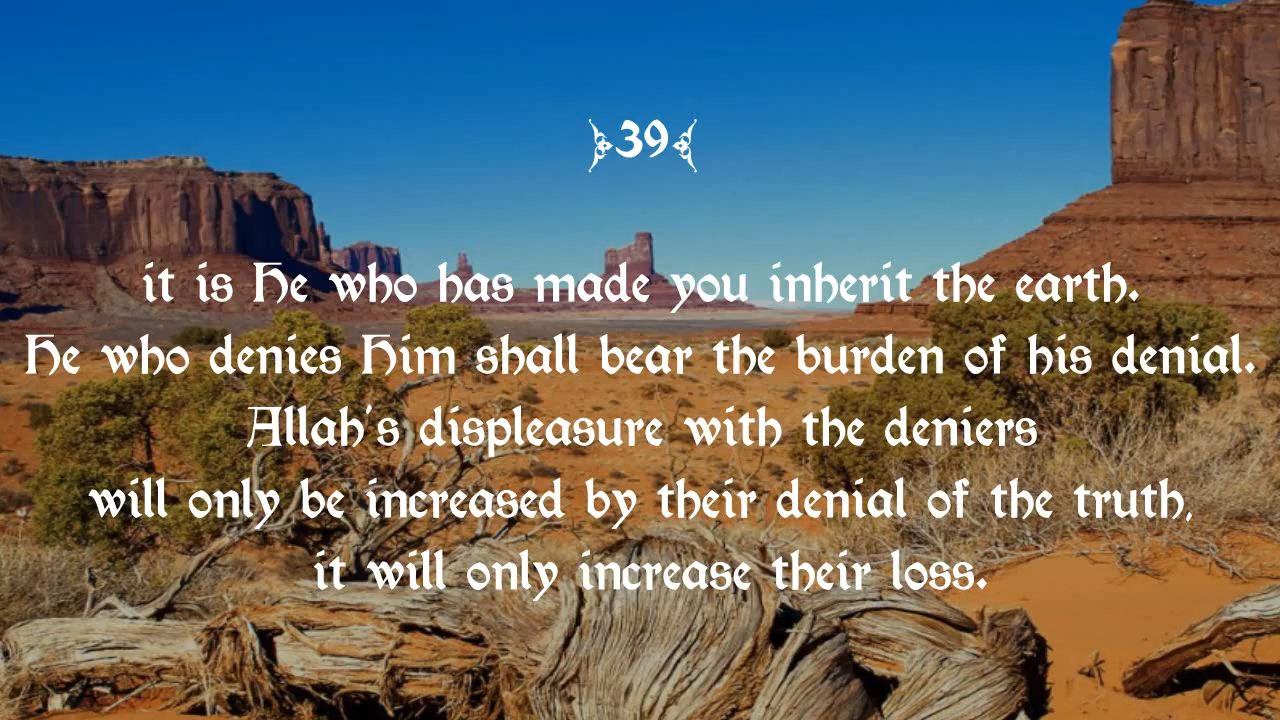 39
it is He who has made you inherit the earth.
He who denies Him shall bear the burden of his denial.
Allah's displeasure with the deniers
will only be increased by their denial of the truth,
it will only increase their loss.